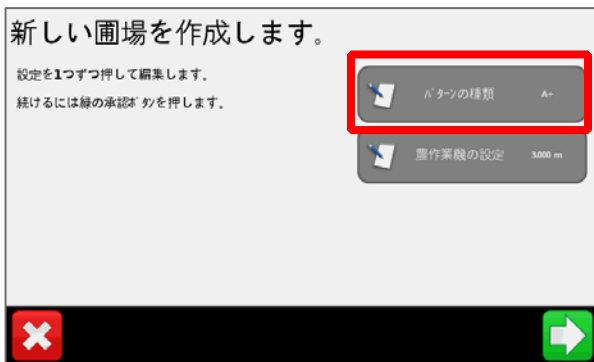 新しい圃場を作成します。
設定を1つずつ押して編集します。
続けるには緑の承認ﾎﾞﾀﾝを押します。
ﾊﾟﾀｰﾝの種類 A+
農作業機の設定 3.000 m